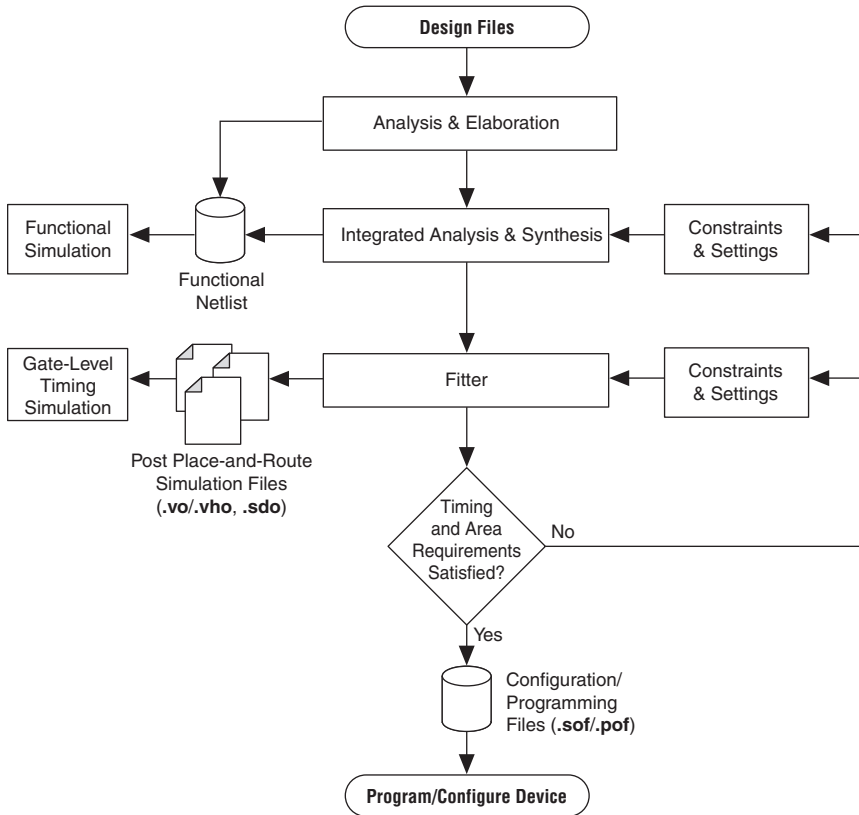 Design Files
Analysis & Elaboration
Functional
Simulation
Functional
Netlist
Integrated Analysis & Synthesis
Constraints
& Settings
Gate-Level
Timing
Simulation
Post Place-and-Route
Simulation Files
(.vo/.vho, .sdo)
Fitter
Constraints
& Settings
Timing
and Area
Requirements
Satisfied?
No
Yes
Configuration/
Programming
Files (.sof/.pof)
Program/Configure Device